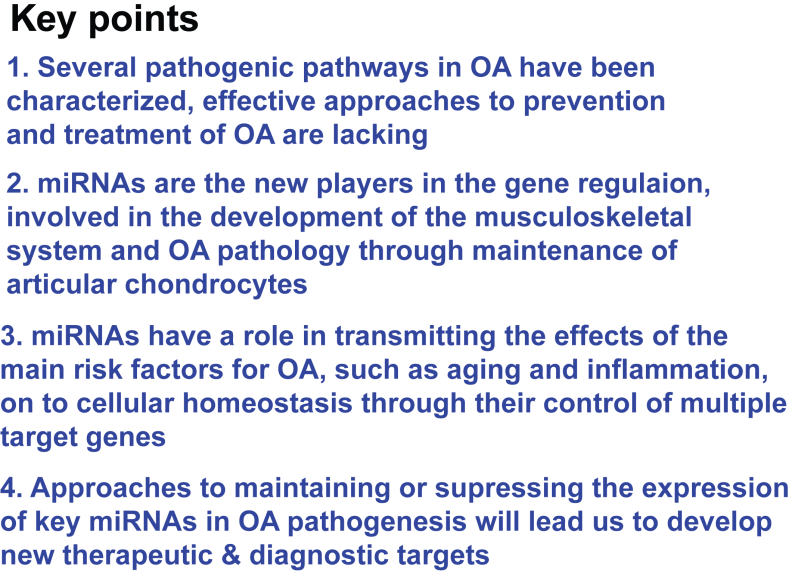 Key points
1. Several pathogenic pathways in OA have been
characterized, effective approaches to prevention
and treatment of OA are lacking
2. miRNAs are the new players in the gene regulaion,
involved in the development of the musculoskeletal
system and OA pathology through maintenance of
articular chondrocytes
3. miRNAs have a role in transmitting the effects of the
main risk factors for OA, such as aging and inflammation,
on to cellular homeostasis through their control of multiple
target genes
4. Approaches to maintaining or supressing the expression
of key miRNAs in OA pathogenesis will lead us to develop
new therapeutic & diagnostic targets